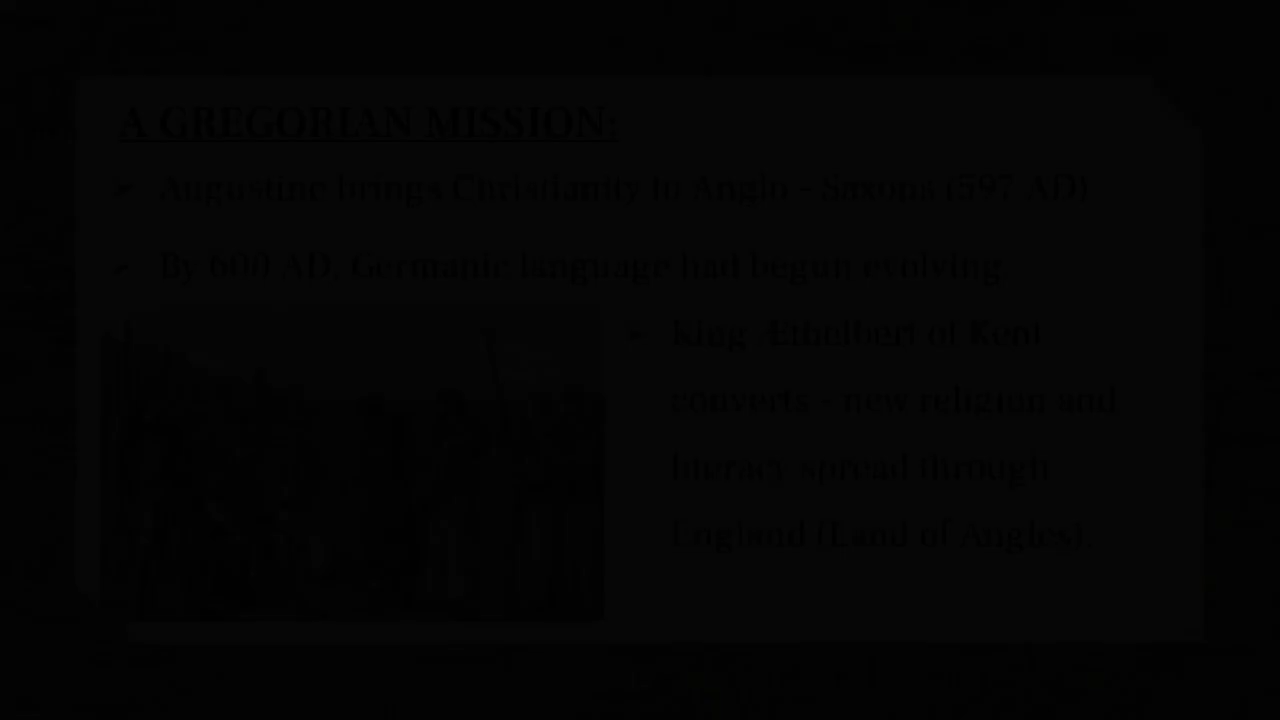 A GREGORIAN MISSION:
Augustine brings Christianity to Anglo - Saxons (597 AD)
By 600 AD, Germanic language had begun evolving
King Æthelbert of Kent
converts - new religion and
literacy spread through
England (Land of Angles).